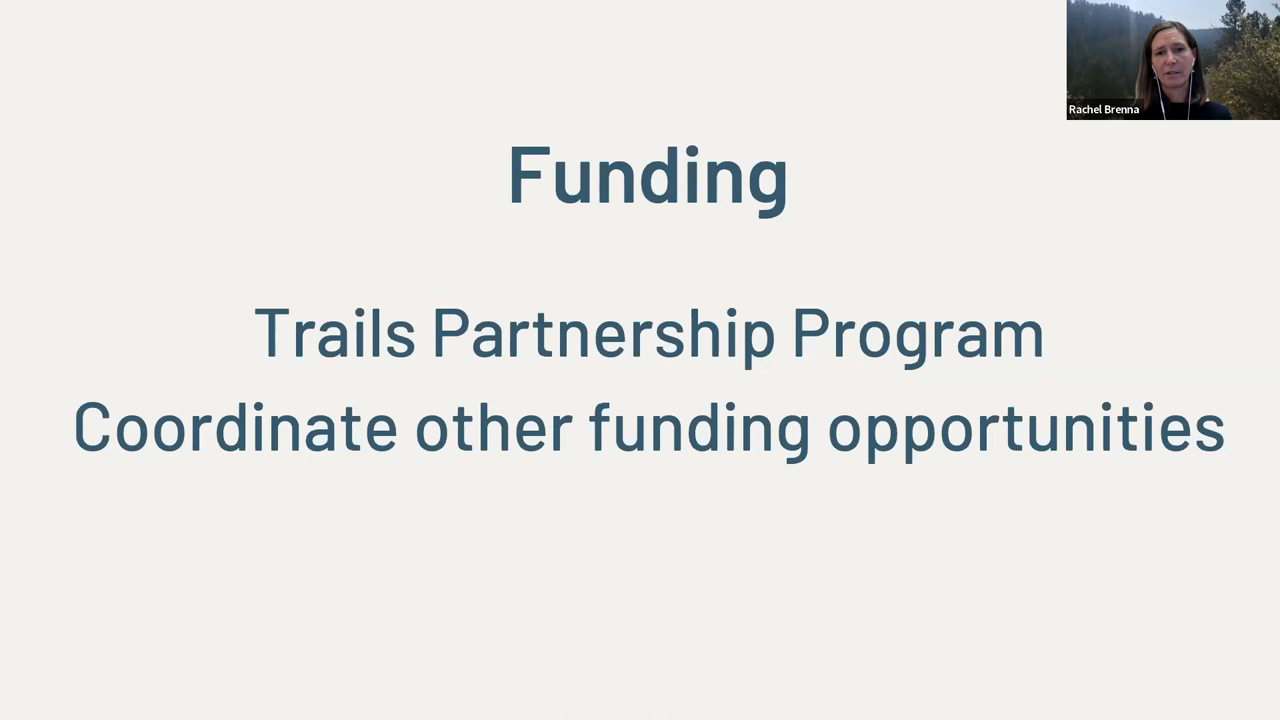 Rachel Brenna
Funding
Trails Partnership Program
Coordinate other funding opportunities